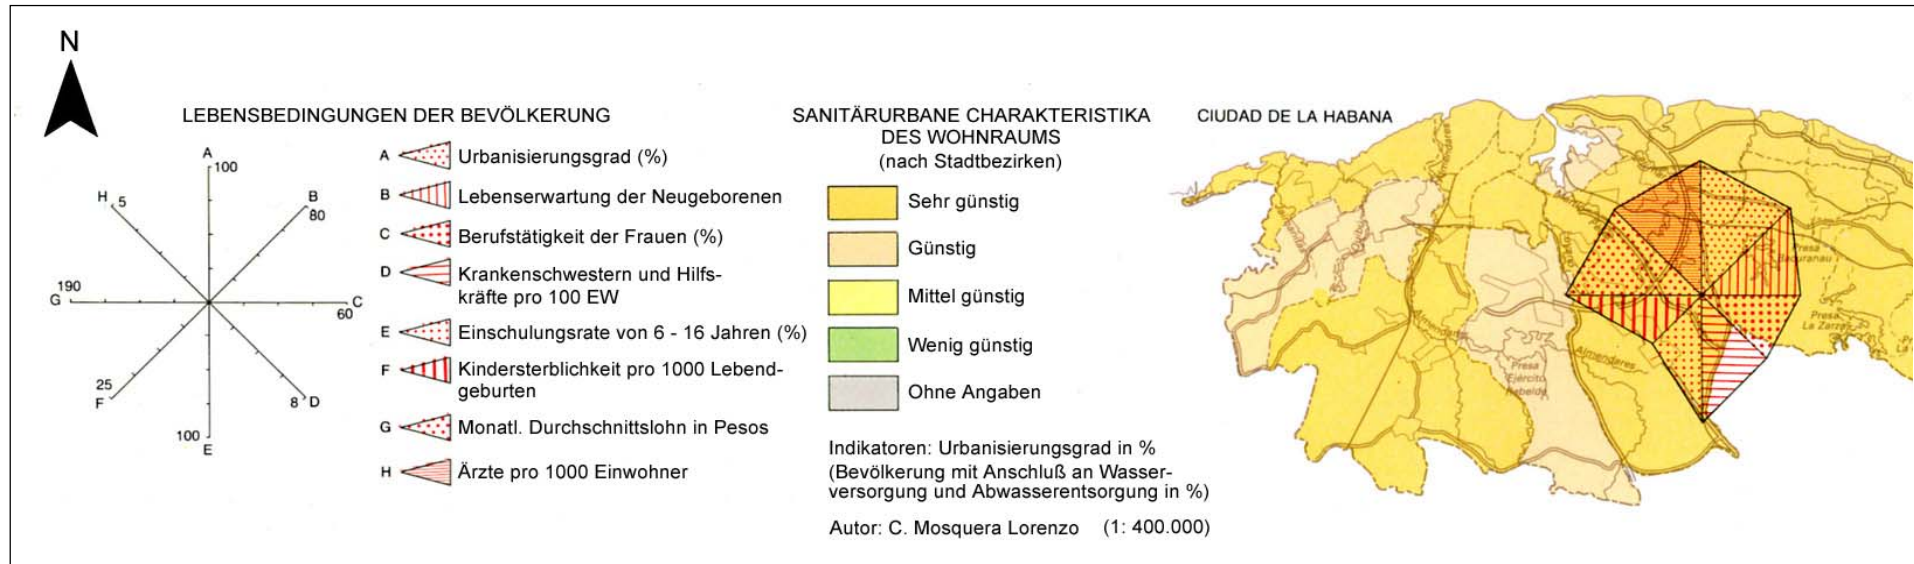 N
LEBENSBEDINGUNGEN DER BEVÖLKERUNG
A
100
H
5
B
80
G
190
C
60
25
F
8
D
100
E
A Urbanisierungsgrad (%)
B Lebenserwartung der Neugeborenen
C Berufstätigkeit der Frauen (%)
D Krankenschwestern und Hilfs-
kräfte pro 100 EW
E Einschulungsrate von 6 - 16 Jahren (%)
F Kindersterblichkeit pro 1000 Lebend-
geburten
G Monatl. Durchschnittslohn in Pesos
H Ärzte pro 1000 Einwohner
SANITÄRURBANE CHARAKTERISTIKA
DES WOHNRAUMS
(nach Stadtbezirken)
Sehr günstig
Günstig
Mittel günstig
Wenig günstig
Ohne Angaben
Indikatoren: Urbanisierungsgrad in %
(Bevölkerung mit Anschluß an Wasser-
versorgung und Abwasserentsorgung in %)
Autor: C. Mosquera Lorenzo (1: 400.000)
CIUDAD DE LA HABANA
Almendares
Presa
Presa
La Zarza
Almendares
Almendares
Presa
Ejército
Rebelde